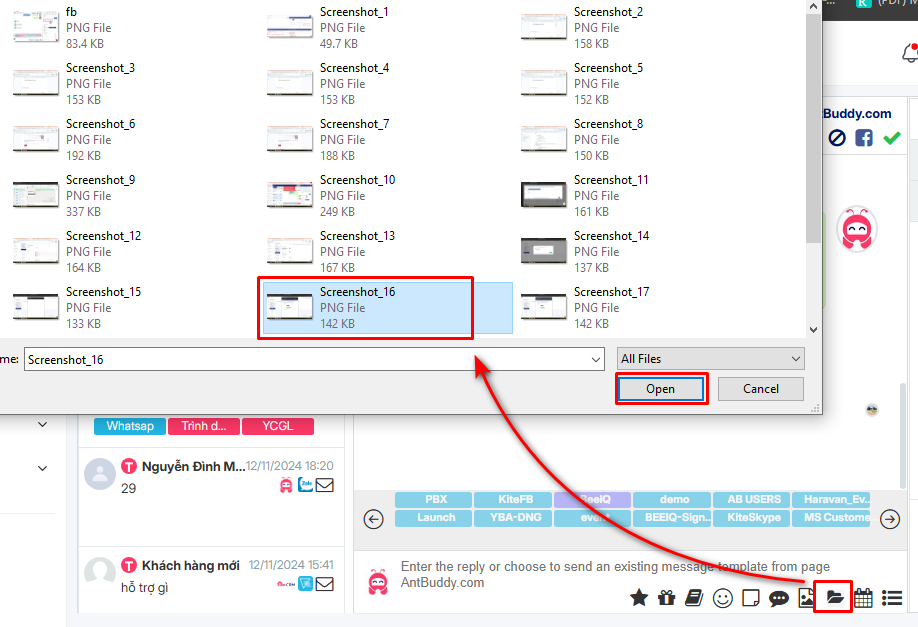 fb
PNG File
83.4 KB
Screenshot_1
PNG File
49.7 KB
Screenshot_2
PNG File
158 KB
Screenshot_3
PNG File
153 KB
Screenshot_4
PNG File
153 KB
Screenshot_5
PNG File
152 KB
Screenshot_6
PNG File
192 KB
Screenshot_7
PNG File
188 KB
Screenshot_8
PNG File
150 KB
Screenshot_9
PNG File
337 KB
Screenshot_10
PNG File
249 KB
Screenshot_11
PNG File
161 KB
Screenshot_12
PNG File
164 KB
Screenshot_13
PNG File
167 KB
Screenshot_14
PNG File
137 KB
Screenshot_15
PNG File
133 KB
Screenshot_16
PNG File
142 KB
Screenshot_17
PNG File
142 KB
me: Screenshot_16
All Files
Open
Cancel
K (PDF) M
Buddy.com
Whatsap Trình đ... YCGL
T Nguyễn Đình M... 12/11/2024 18:20
29
Zalo
T Khách hàng mới 12/11/2024 15:41
hỗ trợ gì
CRM
PBX KiteFB BeeIQ demo AB USERS Haravan_Ev..
Launch YBA-DNG event BEEIQ-Sign.. KiteSkype MS Custome
Enter the reply or choose to send an existing message template from page
AntBuddy.com